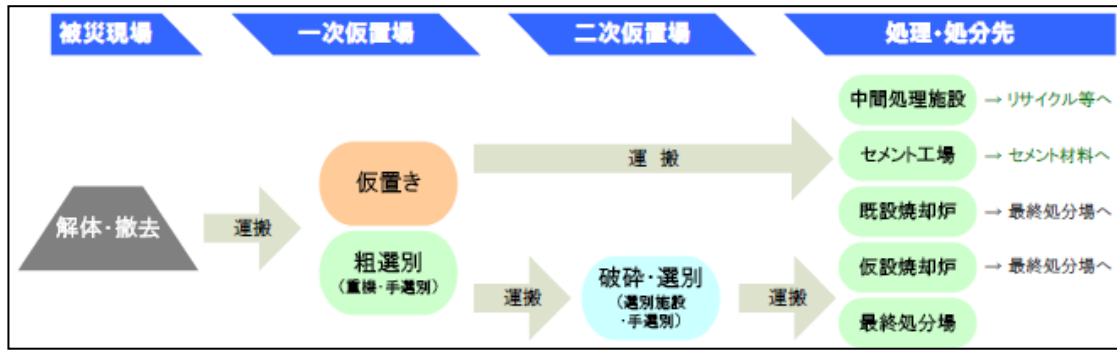 被災現場
一次仮置場
二次仮置場
処理・処分先
解体・撤去
運搬
仮置き
粗選別
(重機・手選別)
運 搬
運搬
破砕・選別
(選別施設
・手選別)
運搬
中間処理施設 → リサイクル等へ
セメント工場 → セメント材料へ
既設焼却炉 → 最終処分場へ
仮設焼却炉 → 最終処分場へ
最終処分場